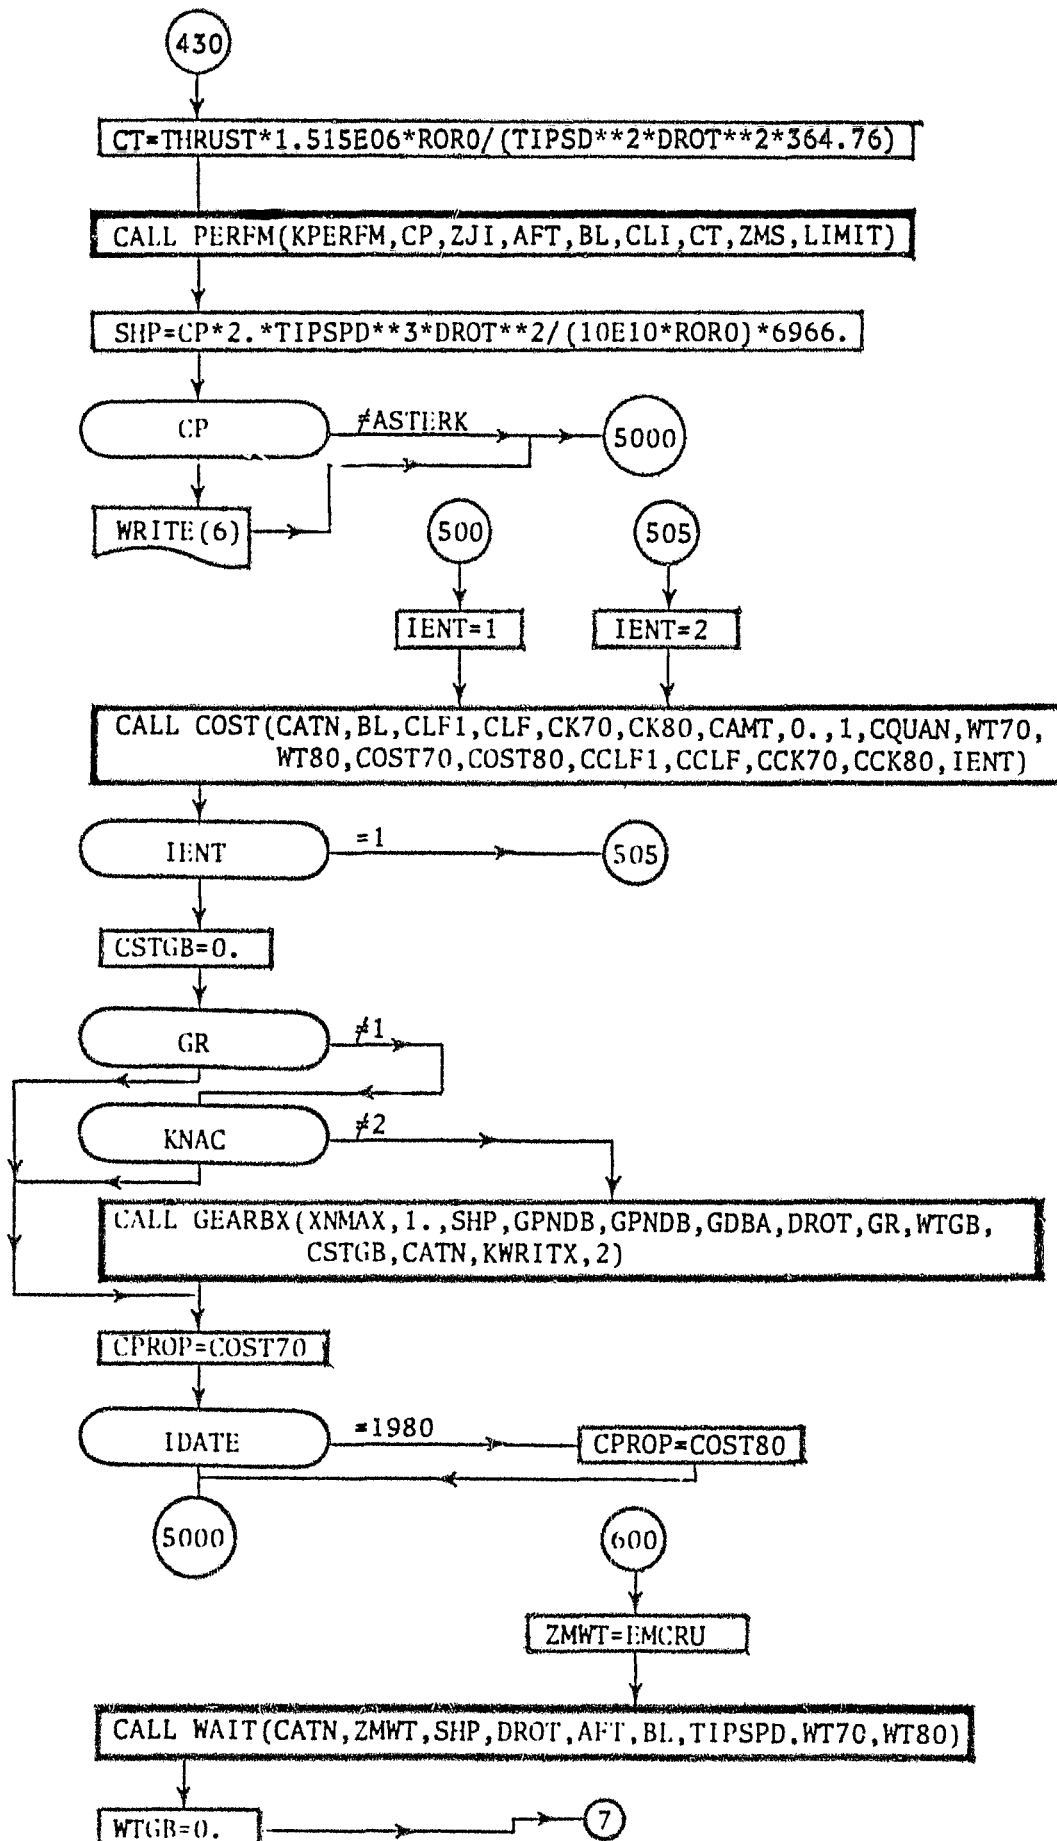 430
CT=THRUST*1.515E06*RORO/(TIPSD**2*DROT**2*364.76)
CALL PERFM(KPERFM,CP,ZJI,AFT,BL,CLI,CT,ZMS,LIMIT)
SHP=CP*2.*TIPSPD**3*DROT**2/(10E10*RORO)*6966.
CP
≠ASTERK
5000
WRITE(6)
500
505
IENT=1
IENT=2
CALL COST(CATN,BL,CLF1,CLF,CK70,CK80,CAMT,0.,1,CQUAN,WT70,
WT80,COST70,COST80,CCLF1,CCLF,CCK70,CCK80,IENT)
IENT
=1
505
CSTGB=0.
GR
≠1
KNAC
≠2
CALL GEARBX(XNMAX,1.,SHP,GPNDB,GPNDB,GDBA,DROT,GR,WTGB,
CSTGB,CATN,KWRITX,2)
CPROP=COST70
IDATE
=1980
CPROP=COST80
5000
600
ZMWT=EMCRU
CALL WAIT(CATN,ZMWT,SHP,DROT,AFT,BL,TIPSPD.WT70,WT80)
WTGB=0.
7